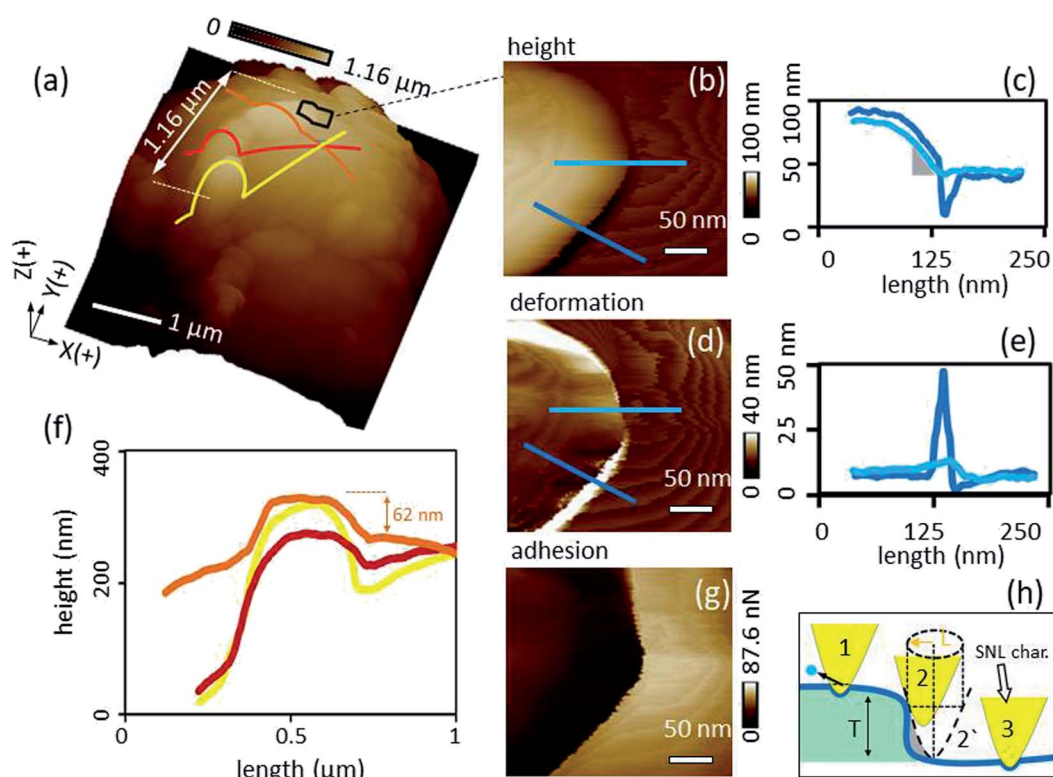 (a)
0
1.16 µm
1.16 µm
Z(+)
Y(+)
X(+)
1 µm
height
(b)
50 nm
0
100 nm
(c)
0
50
100 nm
0
125
250
length (nm)
deformation
(d)
50 nm
0
40 nm
(e)
0
25
50 nm
0
125
250
length (nm)
(f)
400
200
0
height (nm)
62 nm
0
0.5
1
length (µm)
adhesion
(g)
50 nm
0
87.6 nN
(h)
1
L
2
SNL char.
T
2`
3